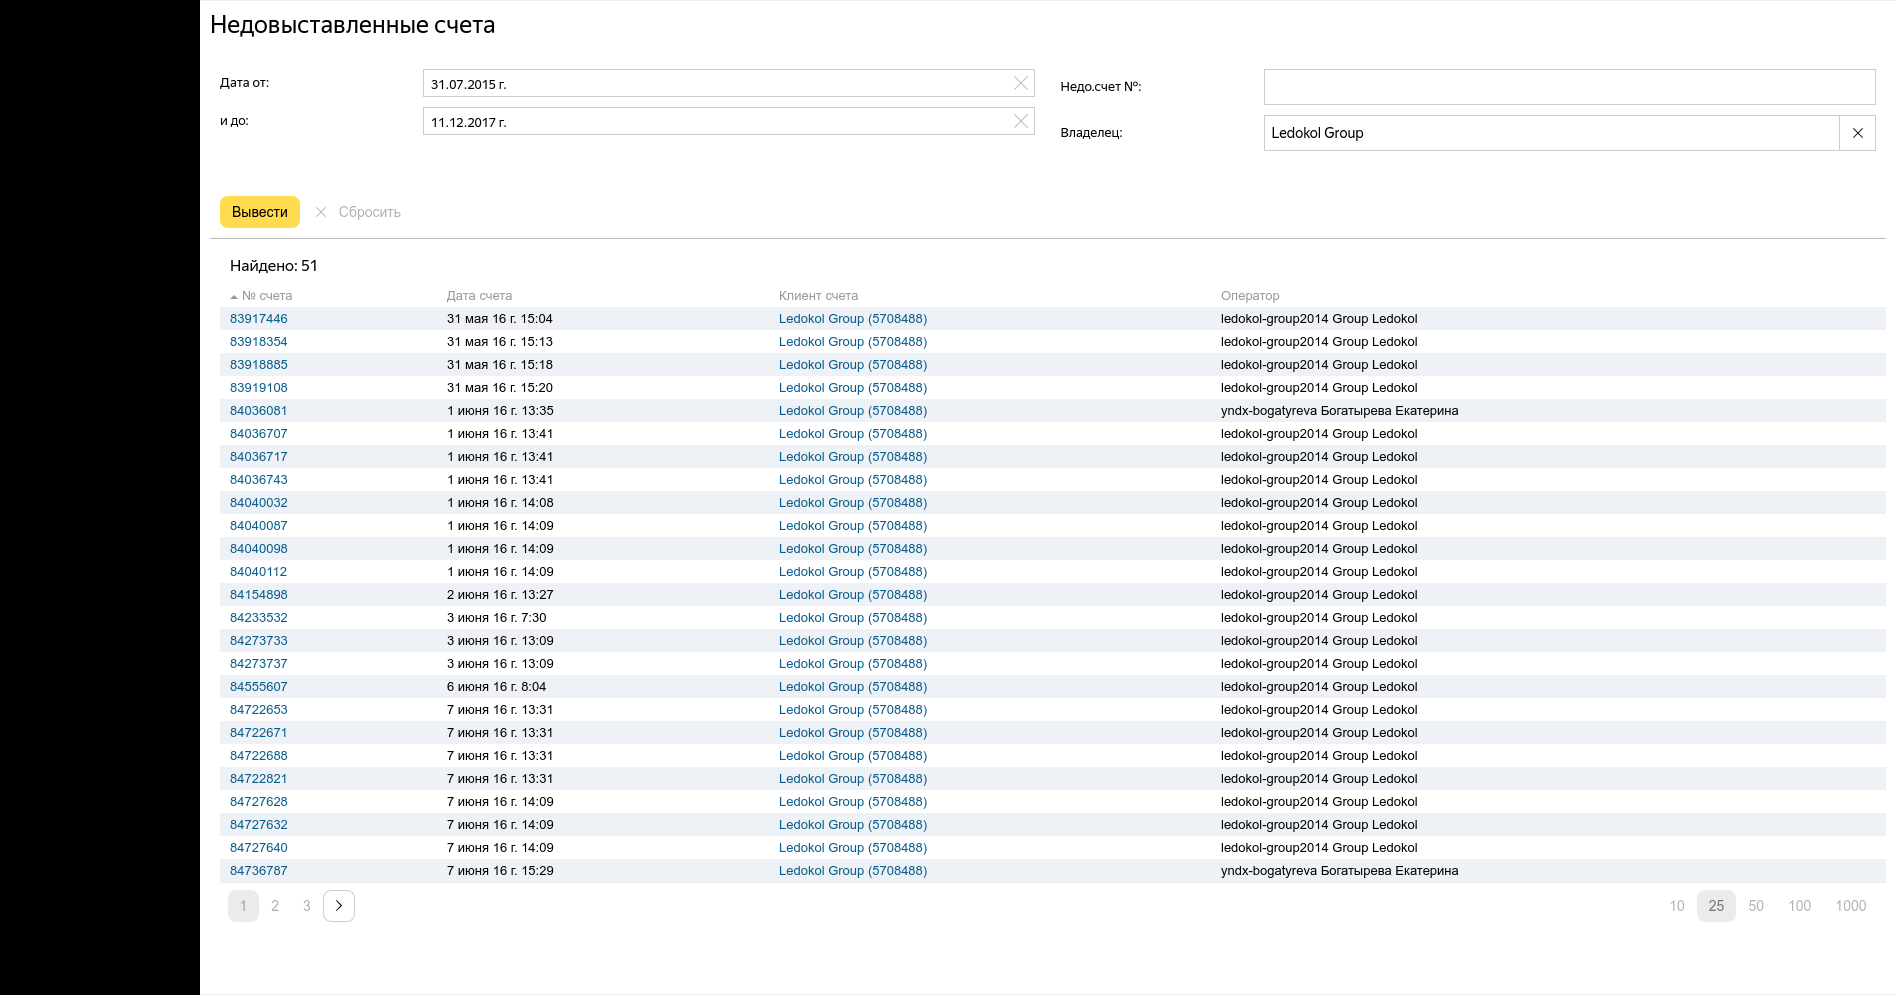 Недовыставленные счета
Дата от: 31.07.2015 г. Недо.счет №:
и до: 11.12.2017 г. Владелец: Ledokol Group
Вывести Сбросить
Найдено: 51
№ счета Дата счета Клиент счета Оператор
83917446 31 мая 16 г. 15:04 Ledokol Group (5708488) ledokol-group2014 Group Ledokol
83918354 31 мая 16 г. 15:13 Ledokol Group (5708488) ledokol-group2014 Group Ledokol
83918885 31 мая 16 г. 15:18 Ledokol Group (5708488) ledokol-group2014 Group Ledokol
83919108 31 мая 16 г. 15:20 Ledokol Group (5708488) ledokol-group2014 Group Ledokol
84036081 1 июня 16 г. 13:35 Ledokol Group (5708488) yndx-bogatyreva Богатырева Екатерина
84036707 1 июня 16 г. 13:41 Ledokol Group (5708488) ledokol-group2014 Group Ledokol
84036717 1 июня 16 г. 13:41 Ledokol Group (5708488) ledokol-group2014 Group Ledokol
84036743 1 июня 16 г. 13:41 Ledokol Group (5708488) ledokol-group2014 Group Ledokol
84040032 1 июня 16 г. 14:08 Ledokol Group (5708488) ledokol-group2014 Group Ledokol
84040087 1 июня 16 г. 14:09 Ledokol Group (5708488) ledokol-group2014 Group Ledokol
84040098 1 июня 16 г. 14:09 Ledokol Group (5708488) ledokol-group2014 Group Ledokol
84040112 1 июня 16 г. 14:09 Ledokol Group (5708488) ledokol-group2014 Group Ledokol
84154898 2 июня 16 г. 13:27 Ledokol Group (5708488) ledokol-group2014 Group Ledokol
84233532 3 июня 16 г. 7:30 Ledokol Group (5708488) ledokol-group2014 Group Ledokol
84273733 3 июня 16 г. 13:09 Ledokol Group (5708488) ledokol-group2014 Group Ledokol
84273737 3 июня 16 г. 13:09 Ledokol Group (5708488) ledokol-group2014 Group Ledokol
84555607 6 июня 16 г. 8:04 Ledokol Group (5708488) ledokol-group2014 Group Ledokol
84722653 7 июня 16 г. 13:31 Ledokol Group (5708488) ledokol-group2014 Group Ledokol
84722671 7 июня 16 г. 13:31 Ledokol Group (5708488) ledokol-group2014 Group Ledokol
84722688 7 июня 16 г. 13:31 Ledokol Group (5708488) ledokol-group2014 Group Ledokol
84722821 7 июня 16 г. 13:31 Ledokol Group (5708488) ledokol-group2014 Group Ledokol
84727628 7 июня 16 г. 14:09 Ledokol Group (5708488) ledokol-group2014 Group Ledokol
84727632 7 июня 16 г. 14:09 Ledokol Group (5708488) ledokol-group2014 Group Ledokol
84727640 7 июня 16 г. 14:09 Ledokol Group (5708488) ledokol-group2014 Group Ledokol
84736787 7 июня 16 г. 15:29 Ledokol Group (5708488) yndx-bogatyreva Богатырева Екатерина
1 2 3 10 25 50 100 1000